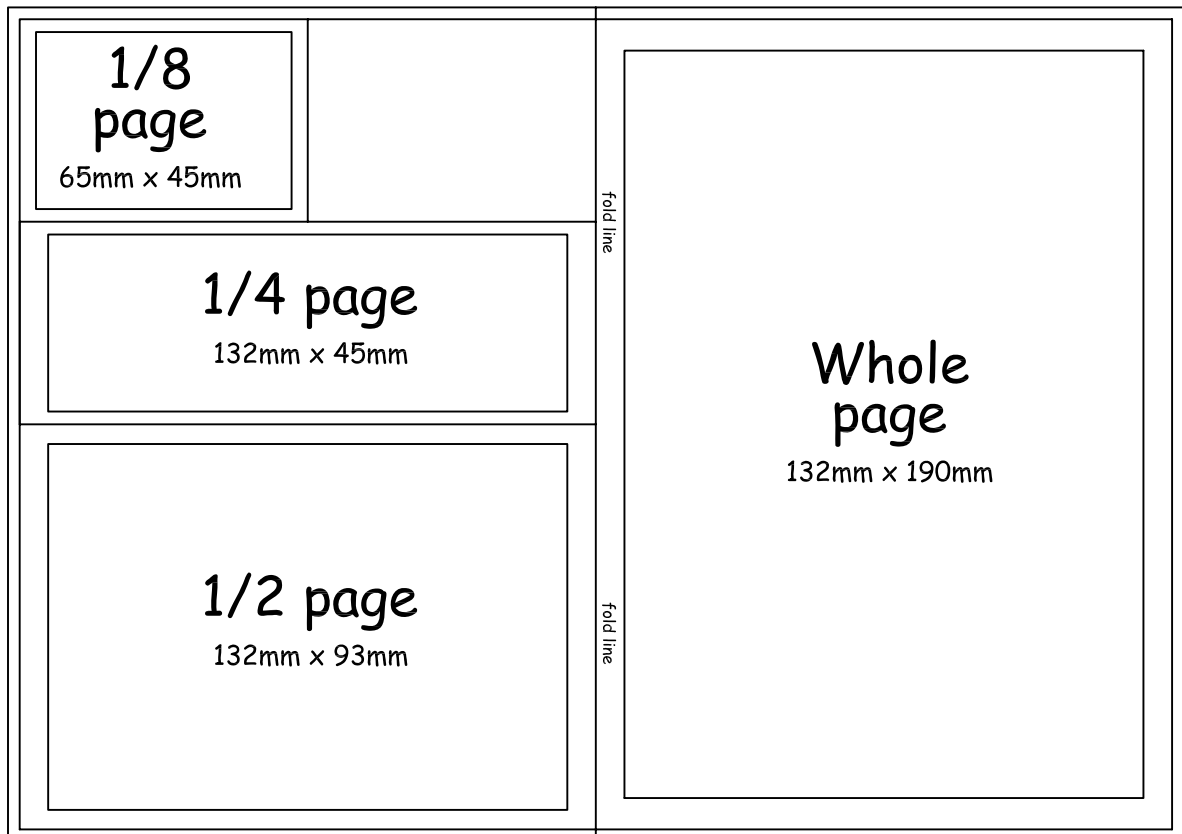 1/8
page
65mm x 45mm
1/4 page
132mm x 45mm
1/2 page
132mm x 93mm
fold line
fold line
Whole
page
132mm x 190mm